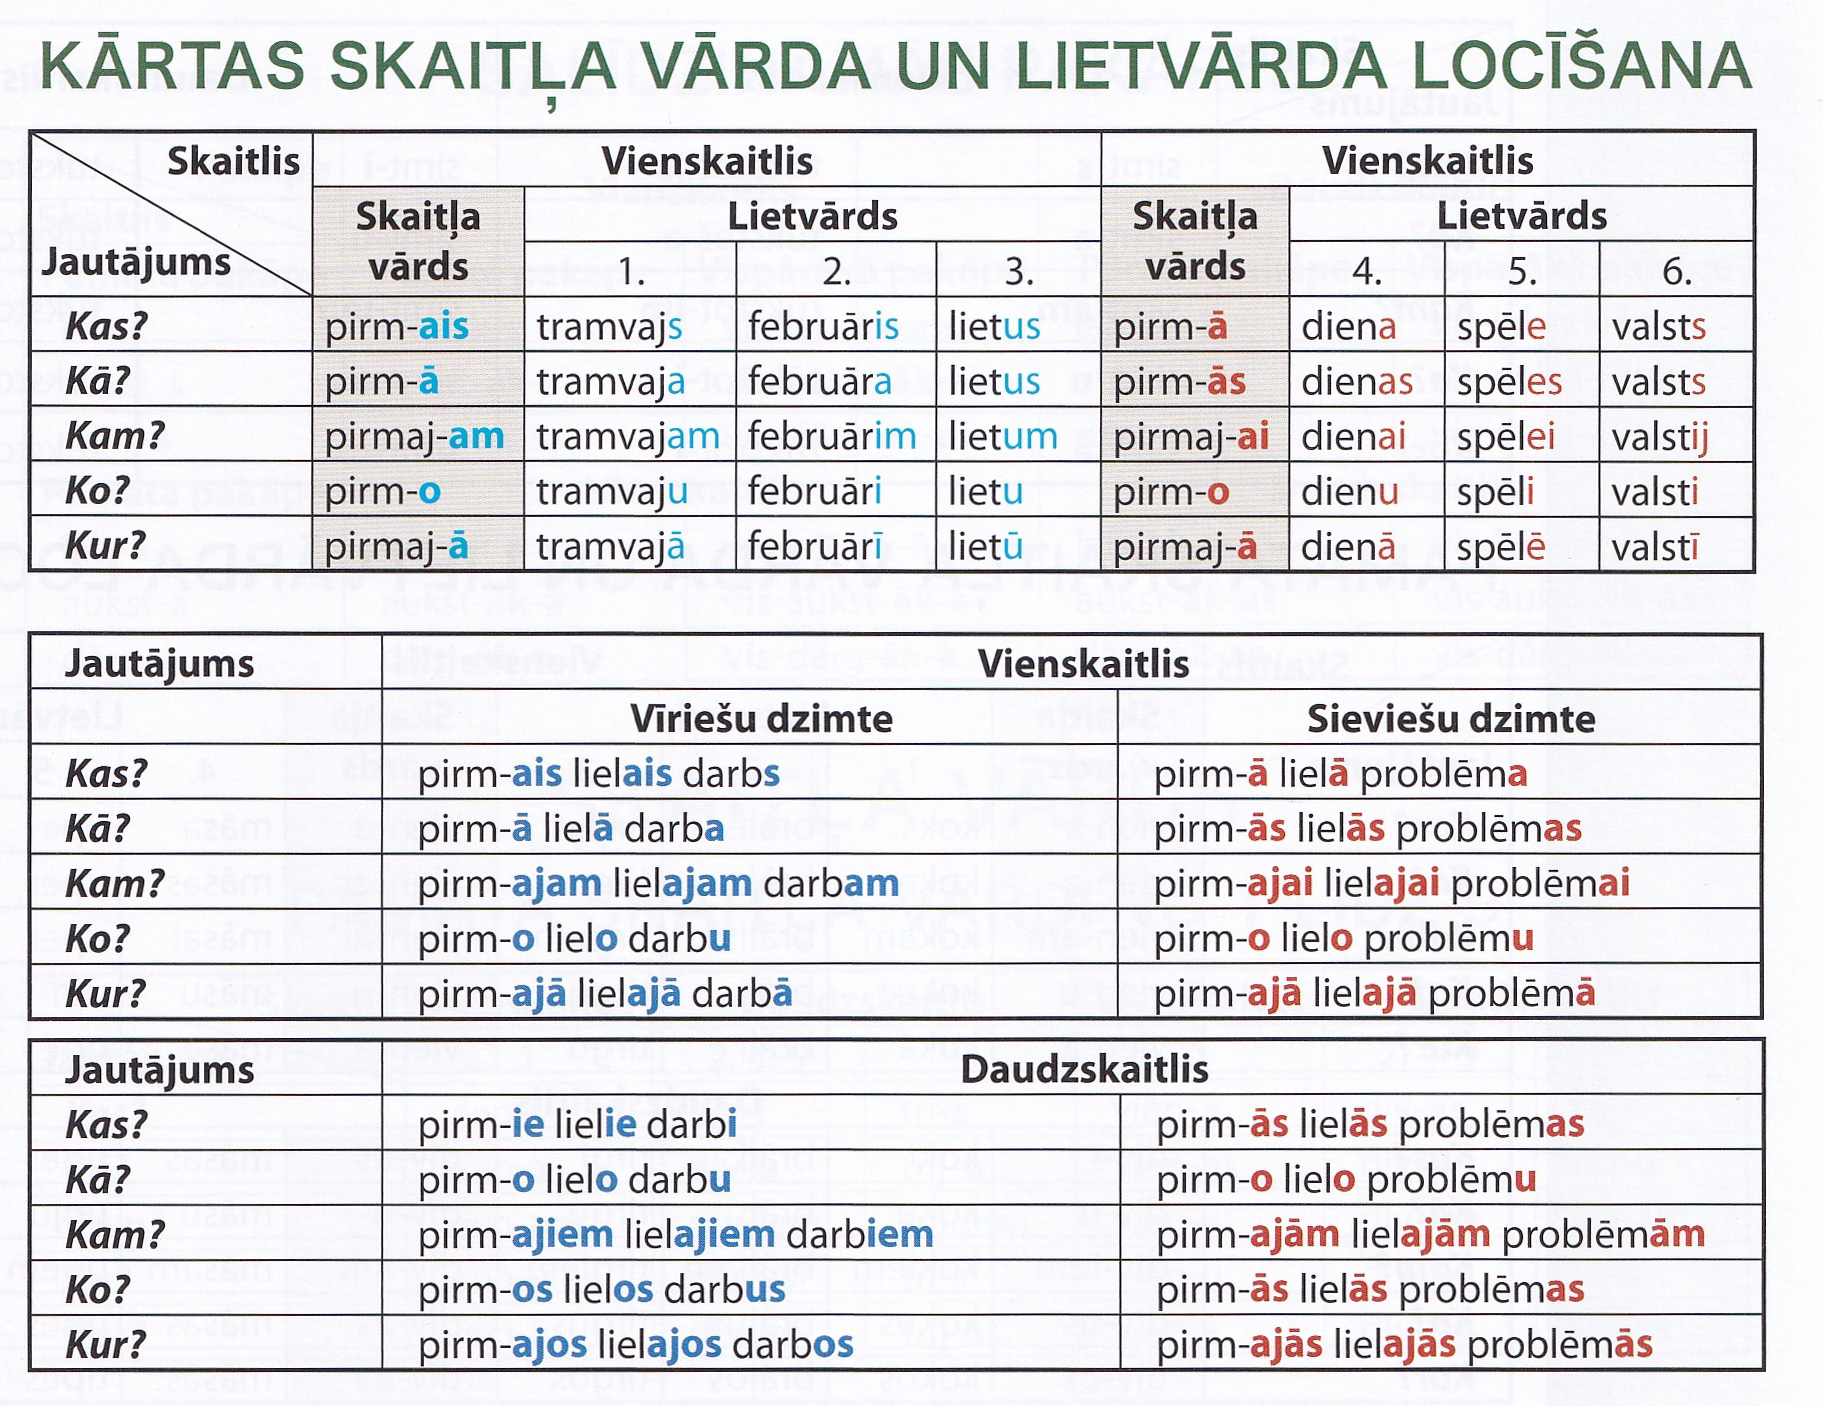 KĀRTAS SKAITĻA VĀRDA UN LIETVĀRDA LOCĪŠANA
Skaitlis Vienskaitlis Vienskaitlis
Jautājums Skaitļa vārds Lietvārds Skaitļa vārds Lietvārds
1. 2. 3. 4. 5. 6.
Kas? pirm-ais tramvajs februāris lietus pirm-ā diena spēle valsts
Kā? pirm-ā tramvaja februāra lietus pirm-ās dienas spēles valsts
Kam? pirmaj-am tramvajam februārim lietum pirmaj-ai dienai spēlei valstij
Ko? pirm-o tramvaju februāri lietu pirm-o dienu spēli valsti
Kur? pirmaj-ā tramvajā februārī lietū pirmaj-ā dienā spēlē valstī
Jautājums Vienskaitlis
Vīriešu dzimte Sieviešu dzimte
Kas? pirm-ais lielais darbs pirm-ā lielā problēma
Kā? pirm-ā lielā darba pirm-ās lielās problēmas
Kam? pirm-ajam lielajam darbam pirm-ajai lielajai problēmai
Ko? pirm-o lielo darbu pirm-o lielo problēmu
Kur? pirm-ajā lielajā darbā pirm-ajā lielajā problēmā
Jautājums Daudzskaitlis
Kas? pirm-ie lielie darbi pirm-ās lielās problēmas
Kā? pirm-o lielo darbu pirm-o lielo problēmu
Kam? pirm-ajiem lielajiem darbiem pirm-ajām lielajām problēmām
Ko? pirm-os lielos darbus pirm-ās lielās problēmas
Kur? pirm-ajos lielajos darbos pirm-ajās lielajās problēmās